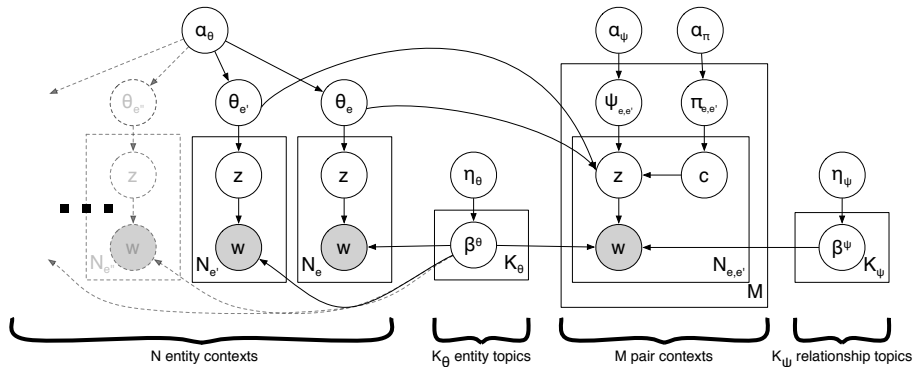 α_θ α_ψ α_π
θ_e'' θ_e' θ_e ψ_e,e' π_e,e'
z z z η_θ z c η_ψ
w w w β^θ w β^ψ
N_e'' N_e' N_e K_θ N_e,e' K_ψ
M
N entity contexts K_θ entity topics M pair contexts K_ψ relationship topics